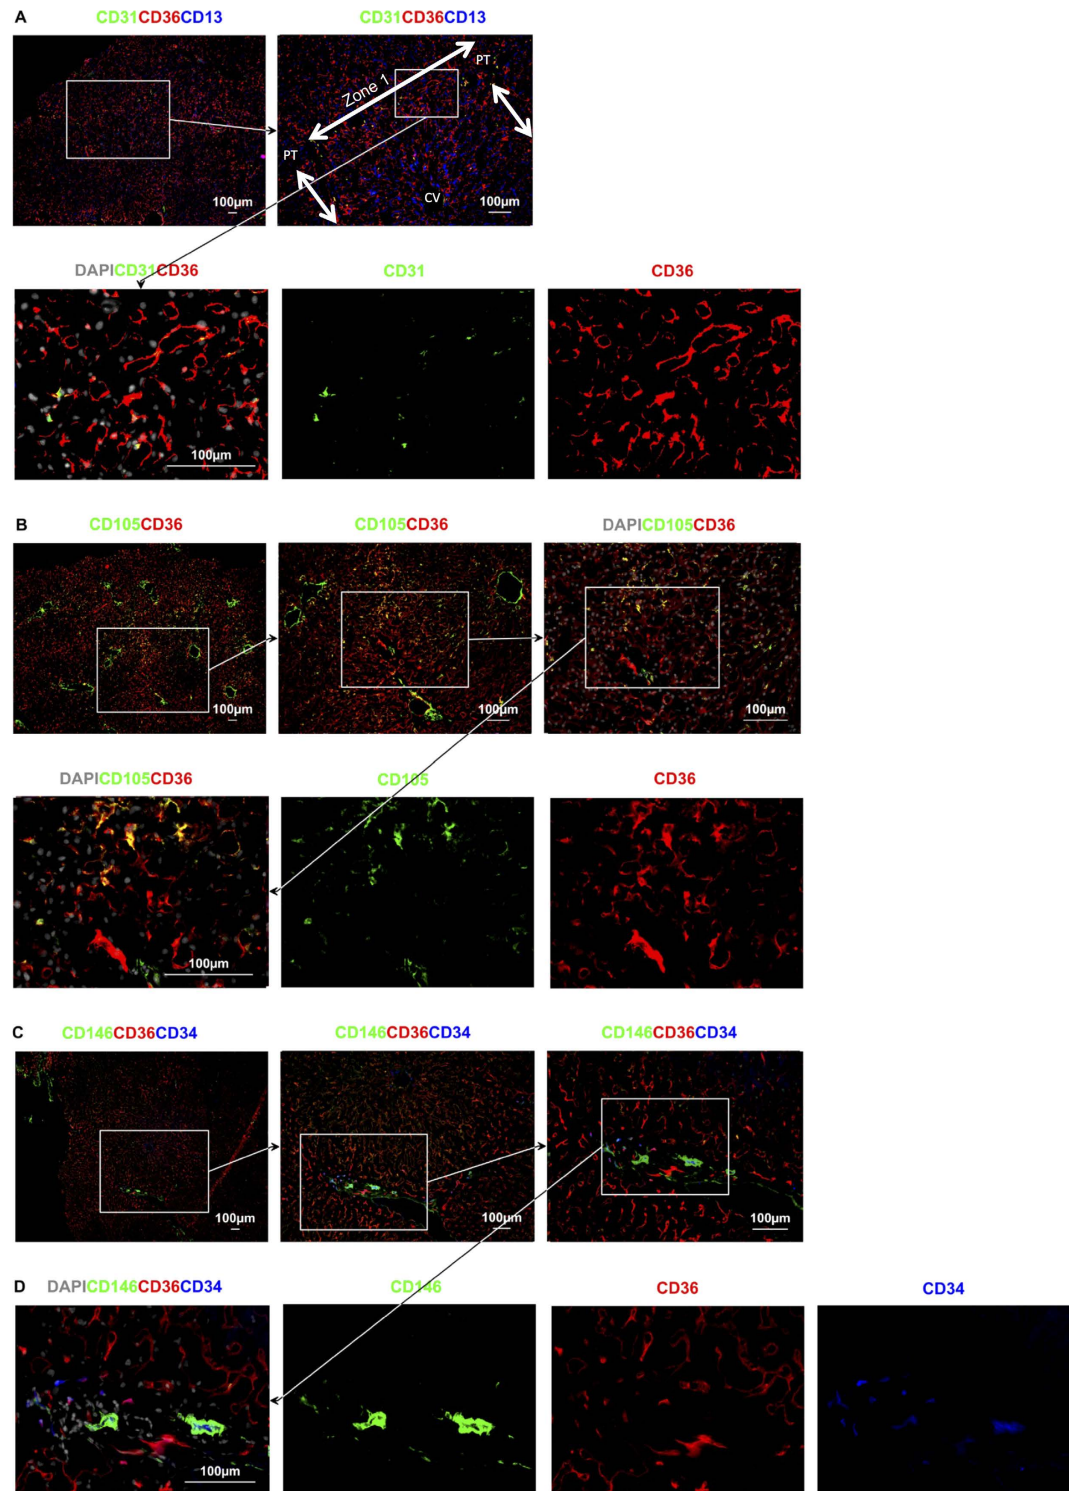 A
CD31CD36CD13
CD31CD36CD13
PT
Zone 1
PT
CV
100µm
100µm
DAPICD31CD36
CD31
CD36
100µm
B
CD105CD36
CD105CD36
DAPICD105CD36
100µm
100µm
100µm
DAPICD105CD36
CD105
CD36
100µm
C
CD146CD36CD34
CD146CD36CD34
CD146CD36CD34
100µm
100µm
100µm
D
DAPICD146CD36CD34
CD146
CD36
CD34
100µm